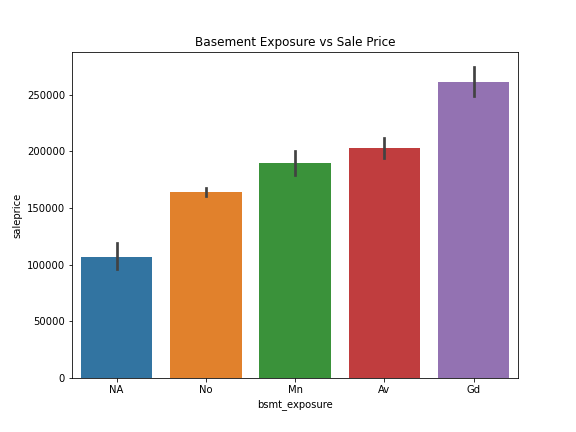 Basement Exposure vs Sale Price
saleprice
250000
200000
150000
100000
50000
0
NA No Mn Av Gd
bsmt_exposure